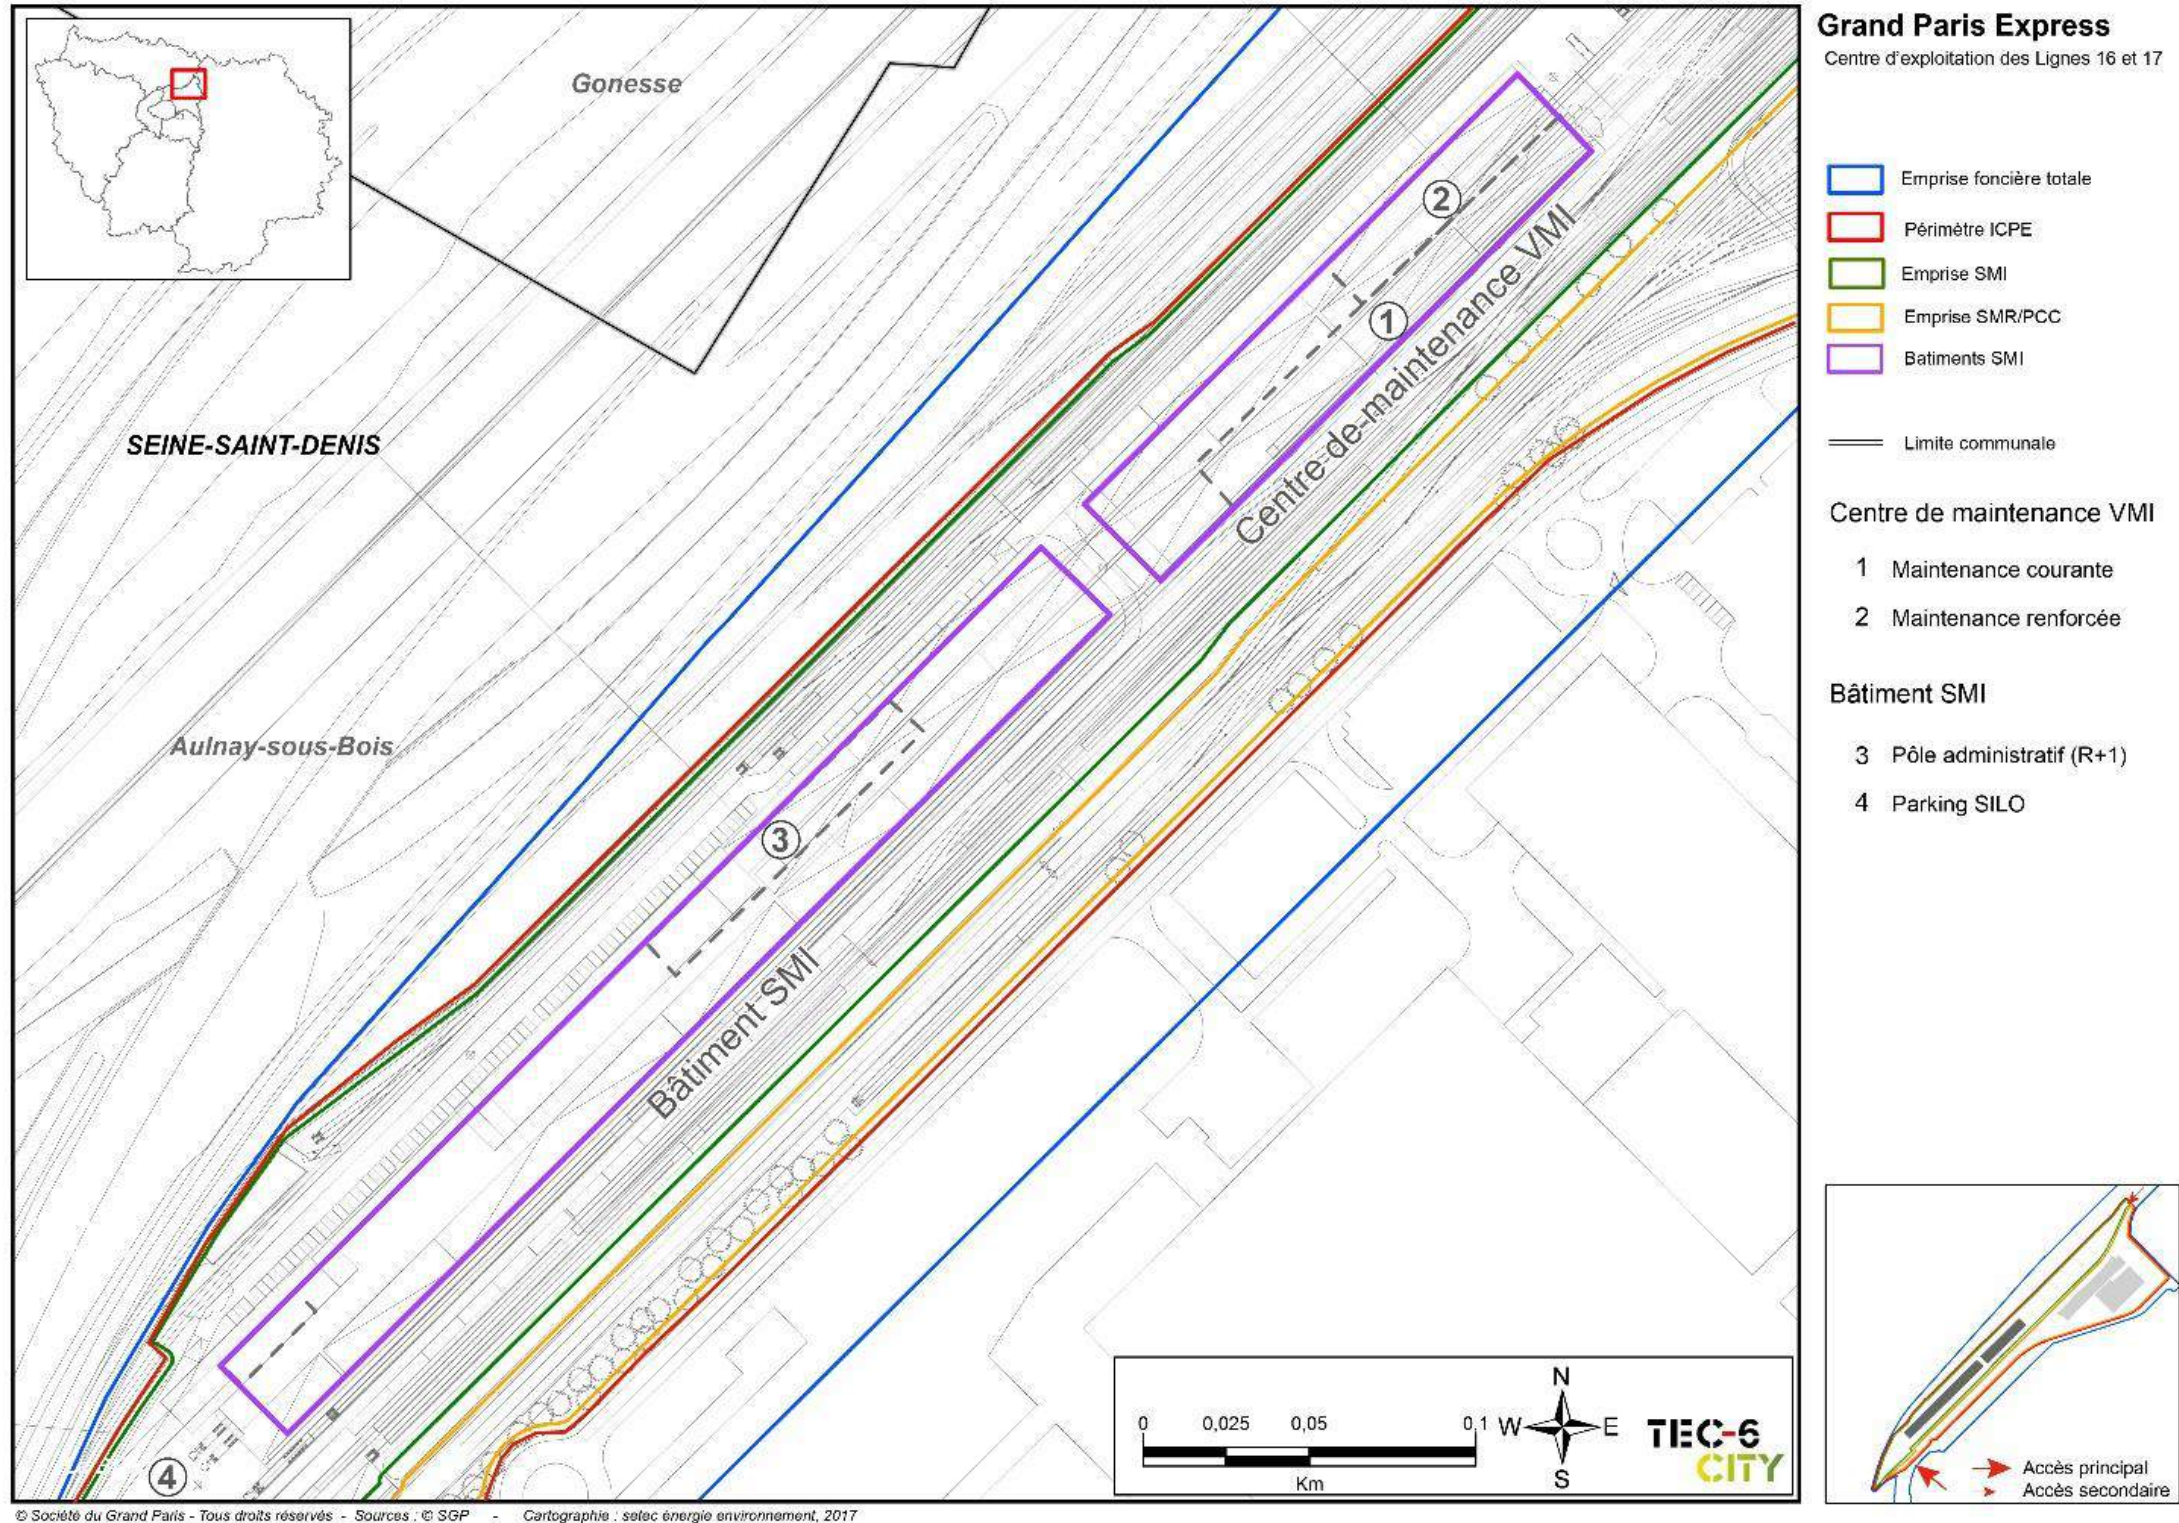 Grand Paris Express
Centre d'exploitation des Lignes 16 et 17
Emprise foncière totale
Périmètre ICPE
Emprise SMI
Emprise SMR/PCC
Batiments SMI
Limite communale
Centre de maintenance VMI
1 Maintenance courante
2 Maintenance renforcée
Bâtiment SMI
3 Pôle administratif (R+1)
4 Parking SILO
Gonesse
SEINE-SAINT-DENIS
Aulnay-sous-Bois
2
1
Centre-de-maintenance VMI
3
Bâtiment SMI
4
0 0,025 0,05 0,1
Km
N
W E
S
TEC-6
CITY
Accès principal
Accès secondaire
© Société du Grand Paris - Tous droits réservés - Sources : © SGP - Cartographie : setec énergie environnement, 2017